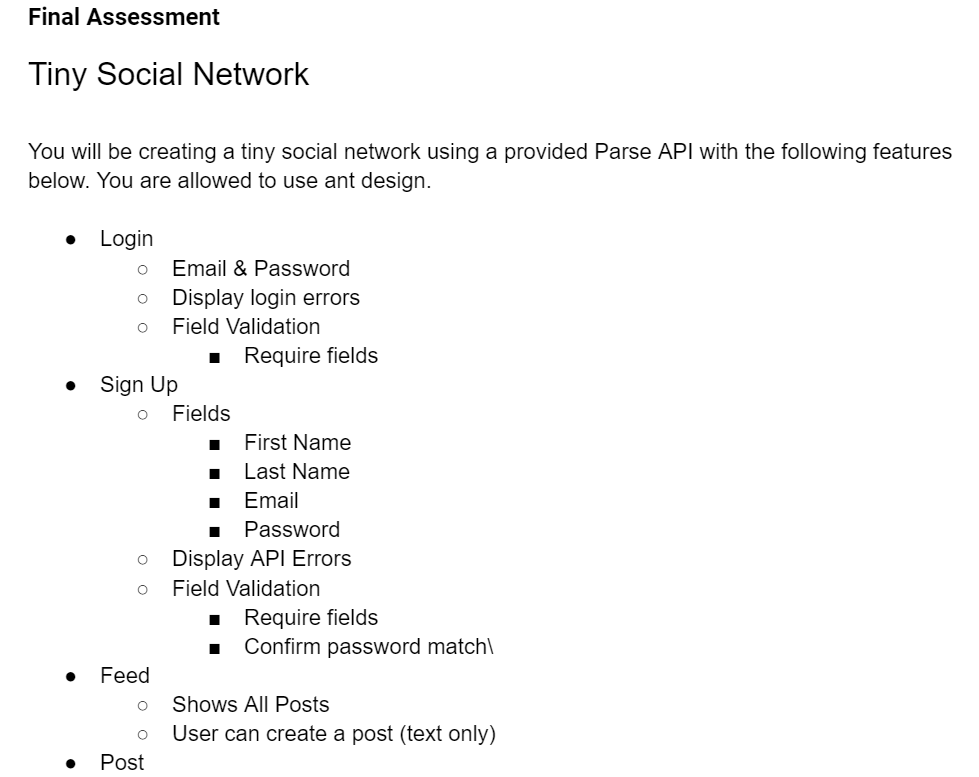 Final Assessment
Tiny Social Network
You will be creating a tiny social network using a provided Parse API with the following features
below. You are allowed to use ant design.
● Login
○ Email & Password
○ Display login errors
○ Field Validation
■ Require fields
● Sign Up
○ Fields
■ First Name
■ Last Name
■ Email
■ Password
○ Display API Errors
○ Field Validation
■ Require fields
■ Confirm password match\
● Feed
○ Shows All Posts
○ User can create a post (text only)
● Post